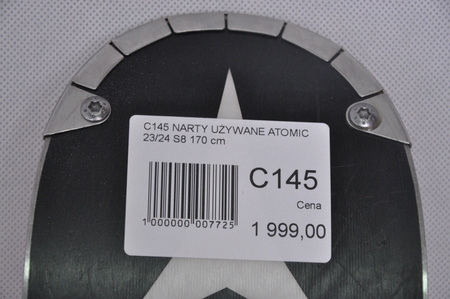 C145 NARTY UŻYWANE ATOMIC
23/24 S8 170 cm
C145
Cena
1 999,00
1 000000 007725